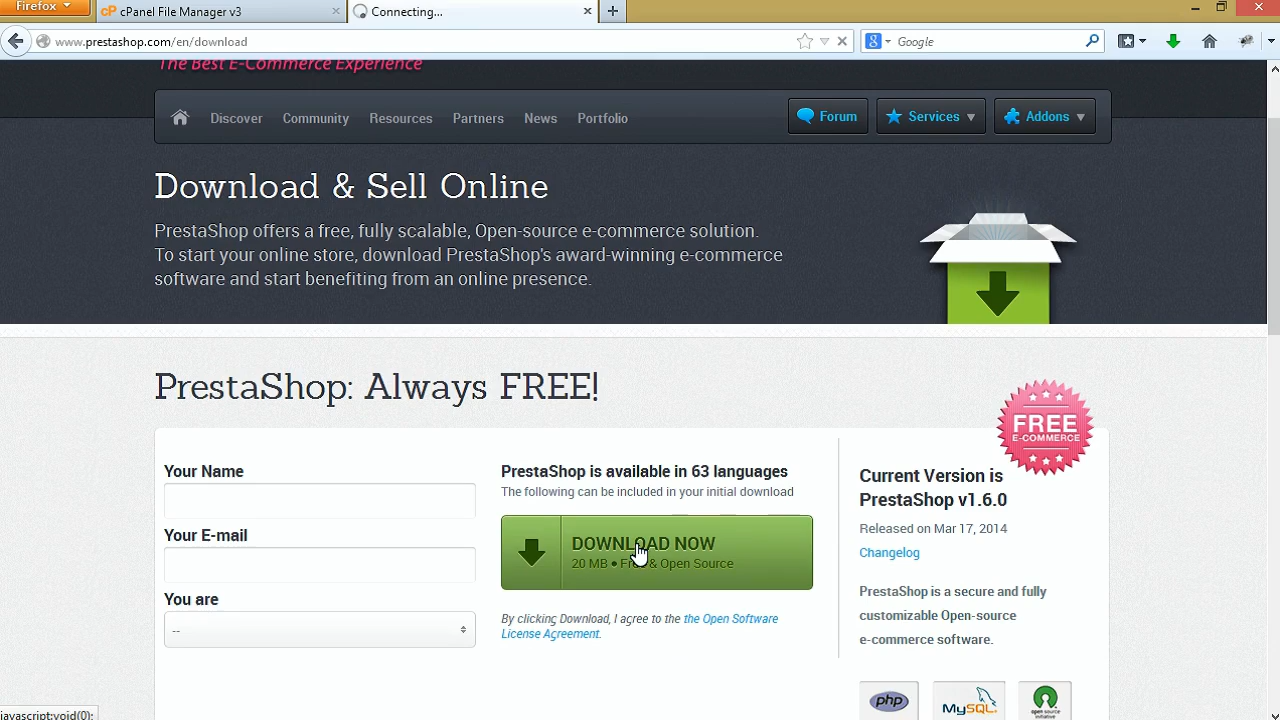 Firefox
cPanel File Manager v3
Connecting...
www.prestashop.com/en/download
Google
The Best E-Commerce Experience
Discover
Community
Resources
Partners
News
Portfolio
Forum
Services
Addons
Download & Sell Online
PrestaShop offers a free, fully scalable, Open-source e-commerce solution.
To start your online store, download PrestaShop's award-winning e-commerce
software and start benefiting from an online presence.
PrestaShop: Always FREE!
FREE
E-COMMERCE
Your Name
Your E-mail
You are
--
PrestaShop is available in 63 languages
The following can be included in your initial download
DOWNLOAD NOW
20 MB • Free & Open Source
By clicking Download, I agree to the the Open Software
License Agreement.
Current Version is
PrestaShop v1.6.0
Released on Mar 17, 2014
Changelog
PrestaShop is a secure and fully
customizable Open-source
e-commerce software.
php
MySQL
open source
initiative
javascript:void(0);